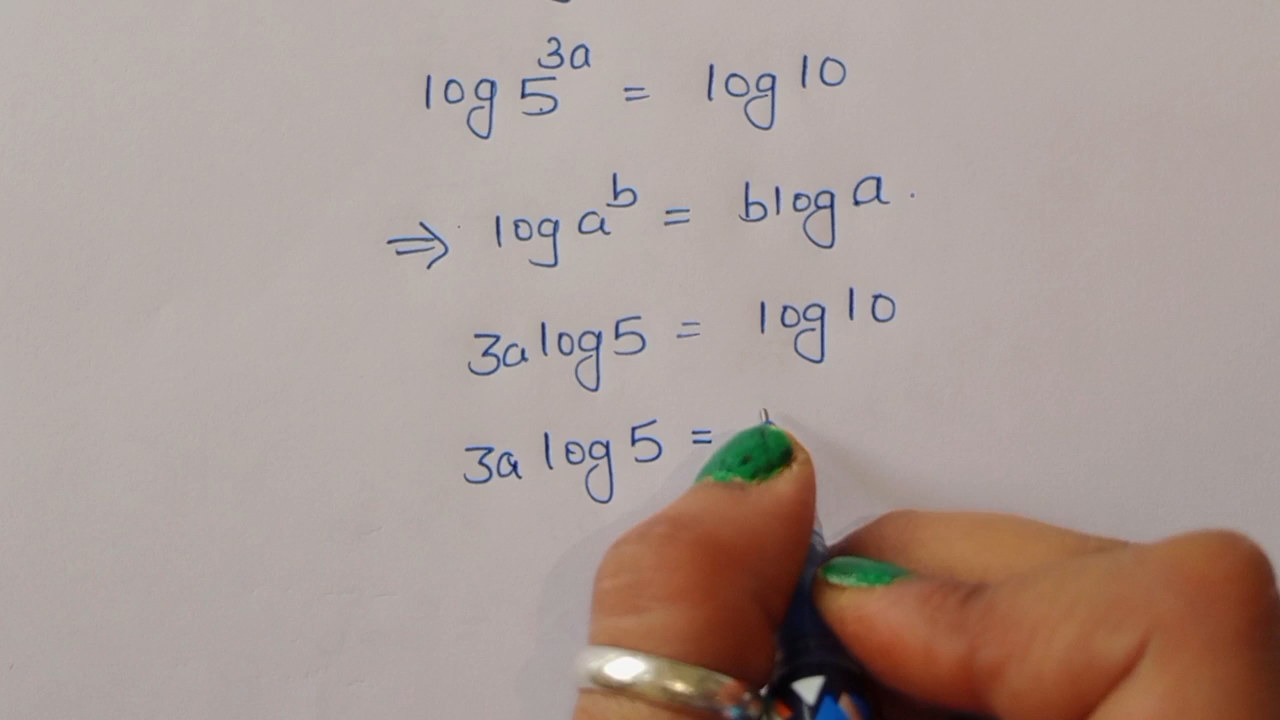 log 5^3a = log 10
⇒ log a^b = b log a.
3a log 5 = log 10
3a log 5 =